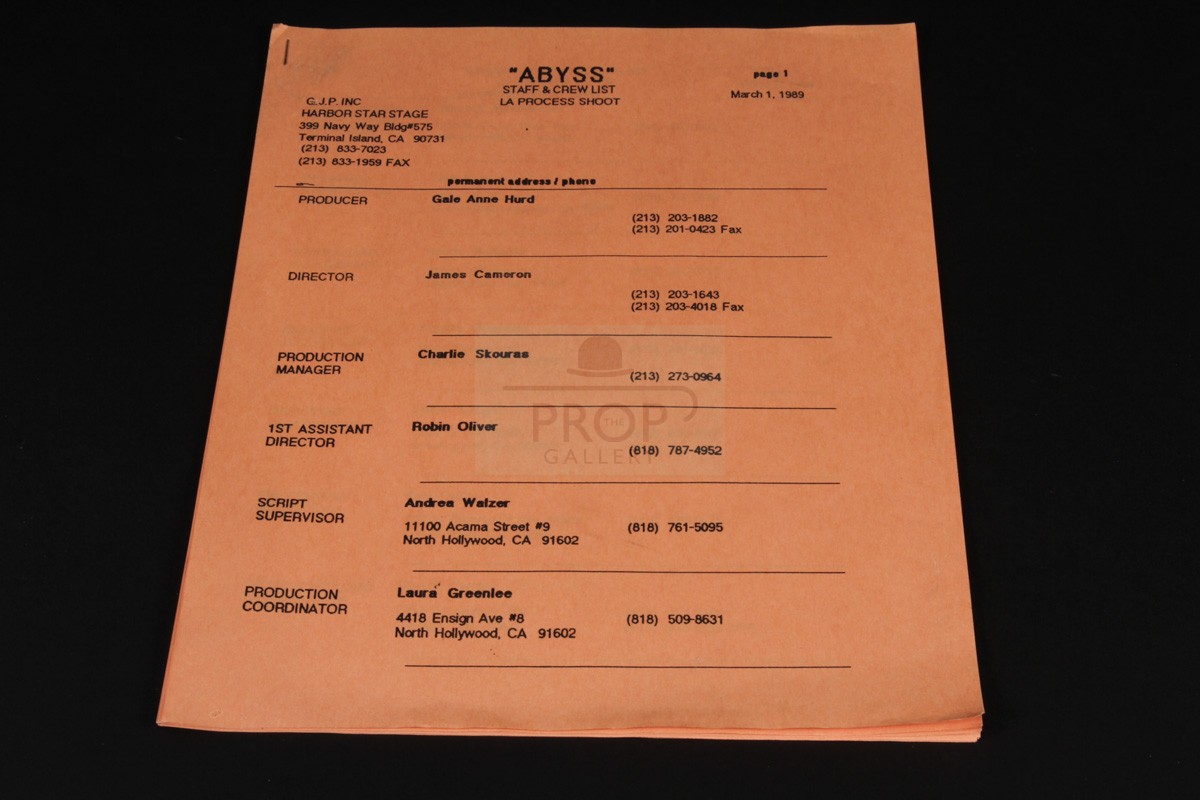 "ABYSS"
STAFF & CREW LIST
LA PROCESS SHOOT
page 1
March 1, 1989
G.J.P. INC
HARBOR STAR STAGE
399 Navy Way Bldg#575
Terminal Island, CA 90731
(213) 833-7023
(213) 833-1959 FAX
permanent address / phone
PRODUCER Gale Anne Hurd
(213) 203-1882
(213) 201-0423 Fax
DIRECTOR James Cameron
(213) 203-1643
(213) 203-4018 Fax
PRODUCTION MANAGER Charlie Skouras
(213) 273-0964
1ST ASSISTANT DIRECTOR Robin Oliver
(818) 787-4952
SCRIPT SUPERVISOR Andrea Walzer
11100 Acama Street #9 (818) 761-5095
North Hollywood, CA 91602
PRODUCTION COORDINATOR Laura Greenlee
4418 Ensign Ave #8 (818) 509-8631
North Hollywood, CA 91602
THE
PROP
GALLERY